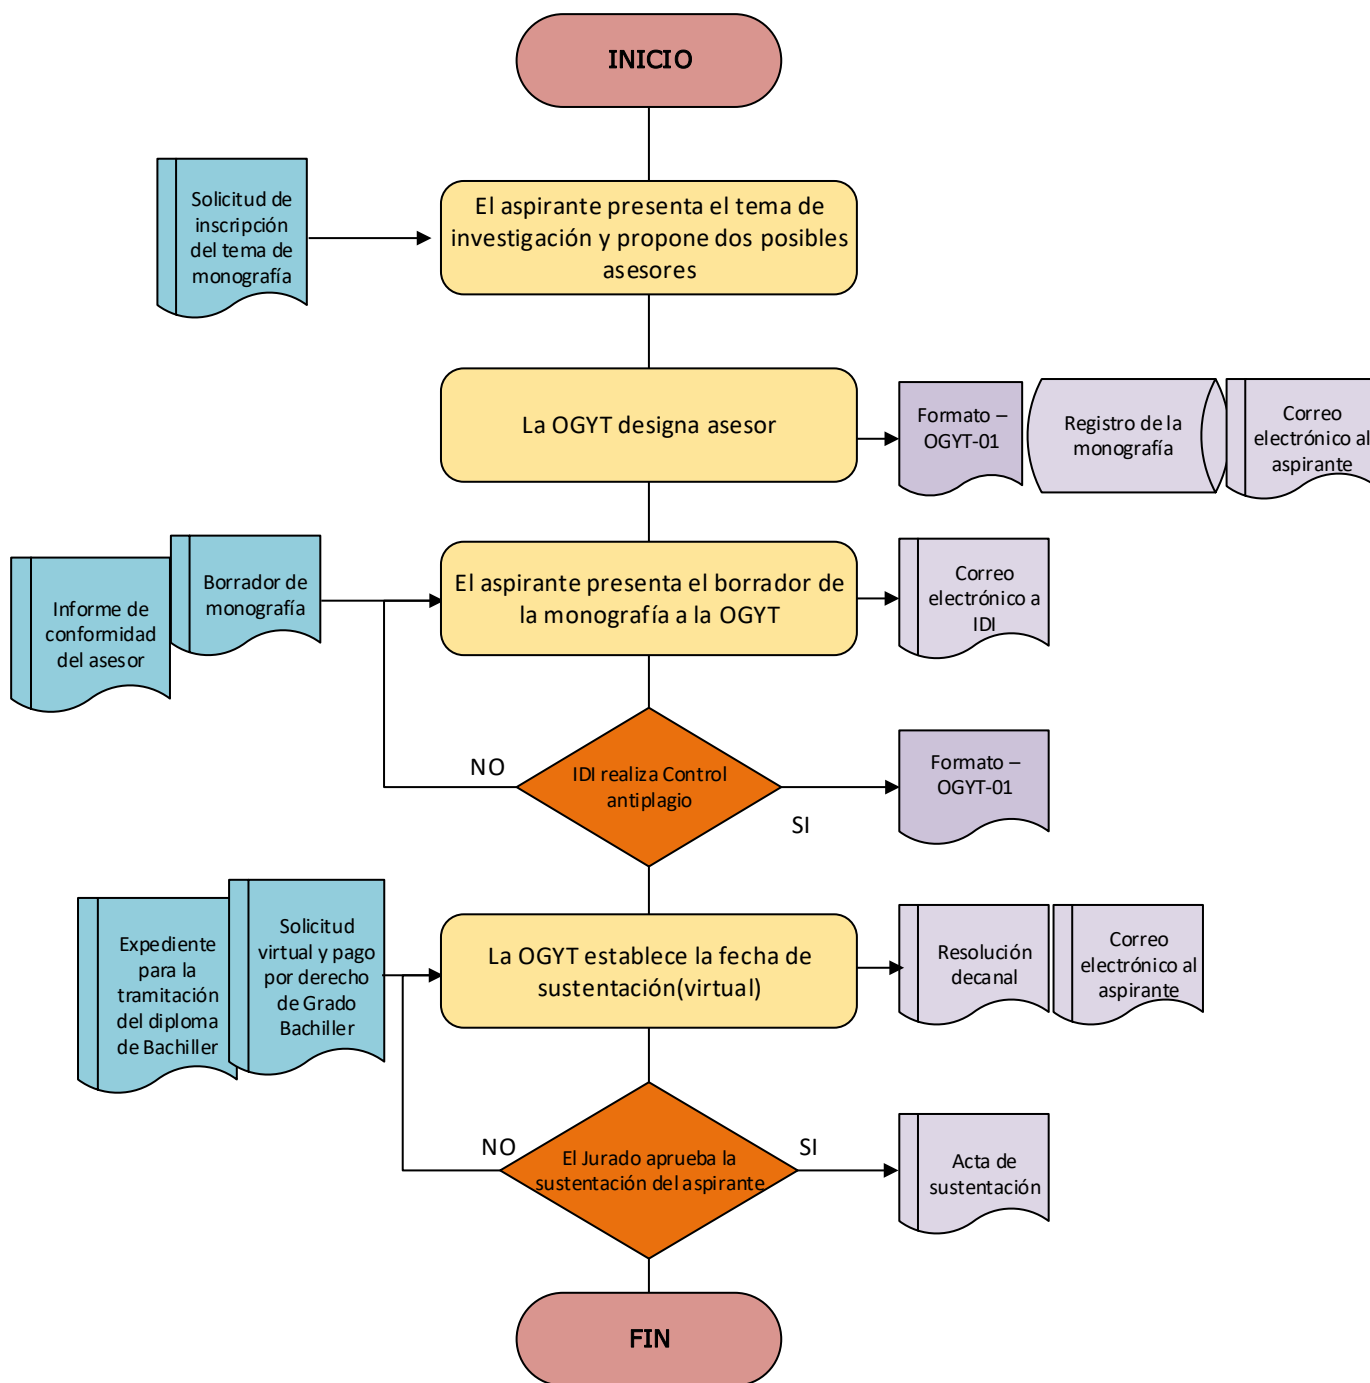 INICIO
Solicitud de
inscripción
del tema de
monografía
El aspirante presenta el tema de
investigación y propone dos posibles
asesores
La OGYT designa asesor
Formato –
OGYT-01
Registro de la
monografía
Correo
electrónico al
aspirante
Informe de
conformidad
del asesor
Borrador de
monografía
El aspirante presenta el borrador de
la monografía a la OGYT
Correo
electrónico a
IDI
NO
IDI realiza Control
antiplagio
SI
Formato –
OGYT-01
Expediente
para la
tramitación
del diploma
de Bachiller
Solicitud
virtual y pago
por derecho
de Grado
Bachiller
La OGYT establece la fecha de
sustentación(virtual)
Resolución
decanal
Correo
electrónico al
aspirante
NO
El Jurado aprueba la
sustentación del aspirante
SI
Acta de
sustentación
FIN